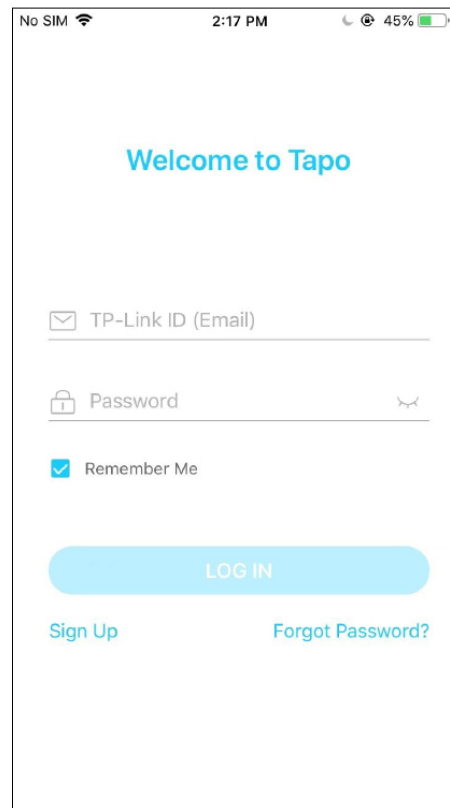 No SIM 2:17 PM 45%
Welcome to Tapo
TP-Link ID (Email)
Password
Remember Me
LOG IN
Sign Up Forgot Password?